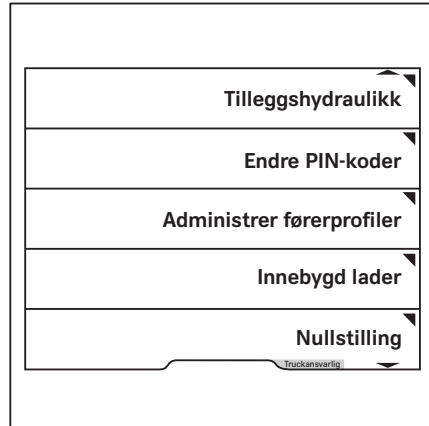 Tilleggshydraulikk
Endre PIN-koder
Administrer førerprofiler
Innebygd lader
Nullstilling
Truckansvarlig